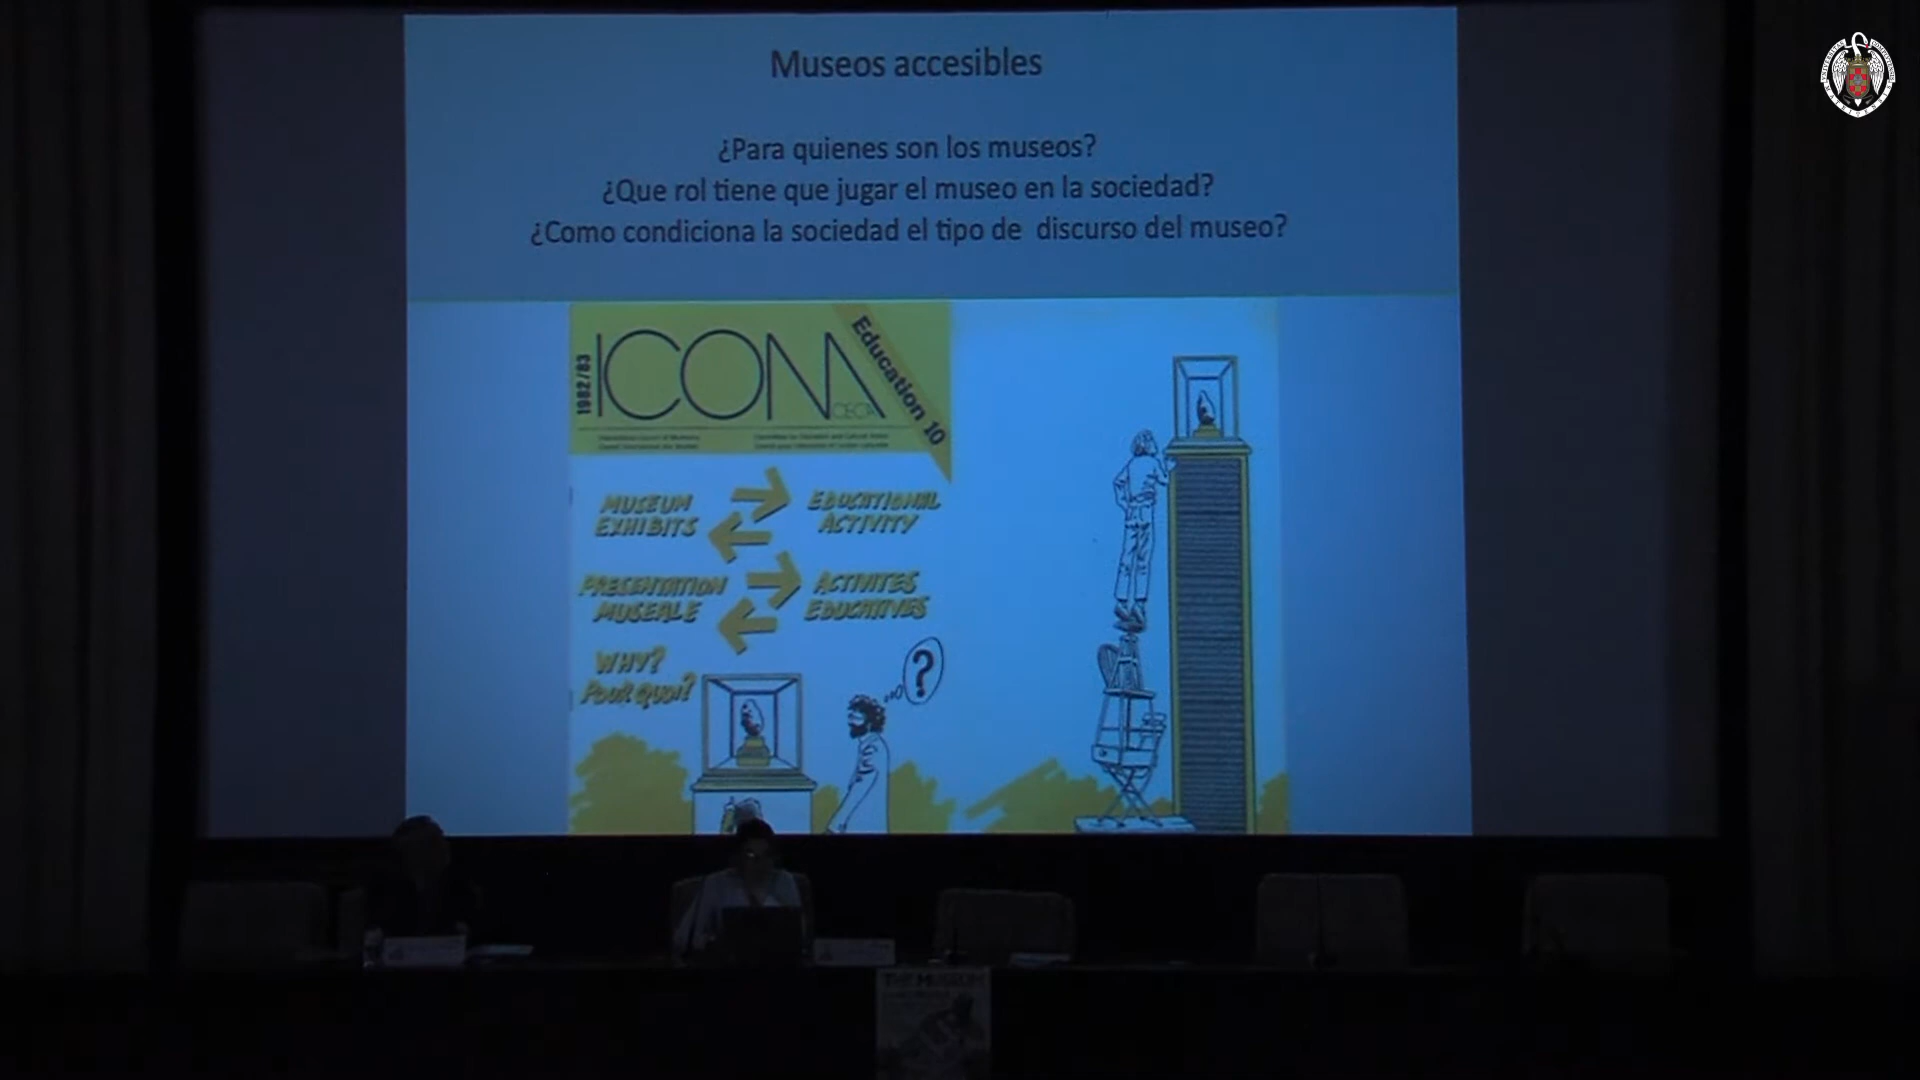 Museos accesibles
¿Para quienes son los museos?
¿Que rol tiene que jugar el museo en la sociedad?
¿Como condiciona la sociedad el tipo de discurso del museo?
1982/83
ICOM
CECA
Education 10
MUSEUM
EXHIBITS
EDUCATIONAL
ACTIVITY
PRESENTATION
MUSEALE
ACTIVITES
EDUCATIVES
WHY?
POURQUOI?
?
THE MUSEUM